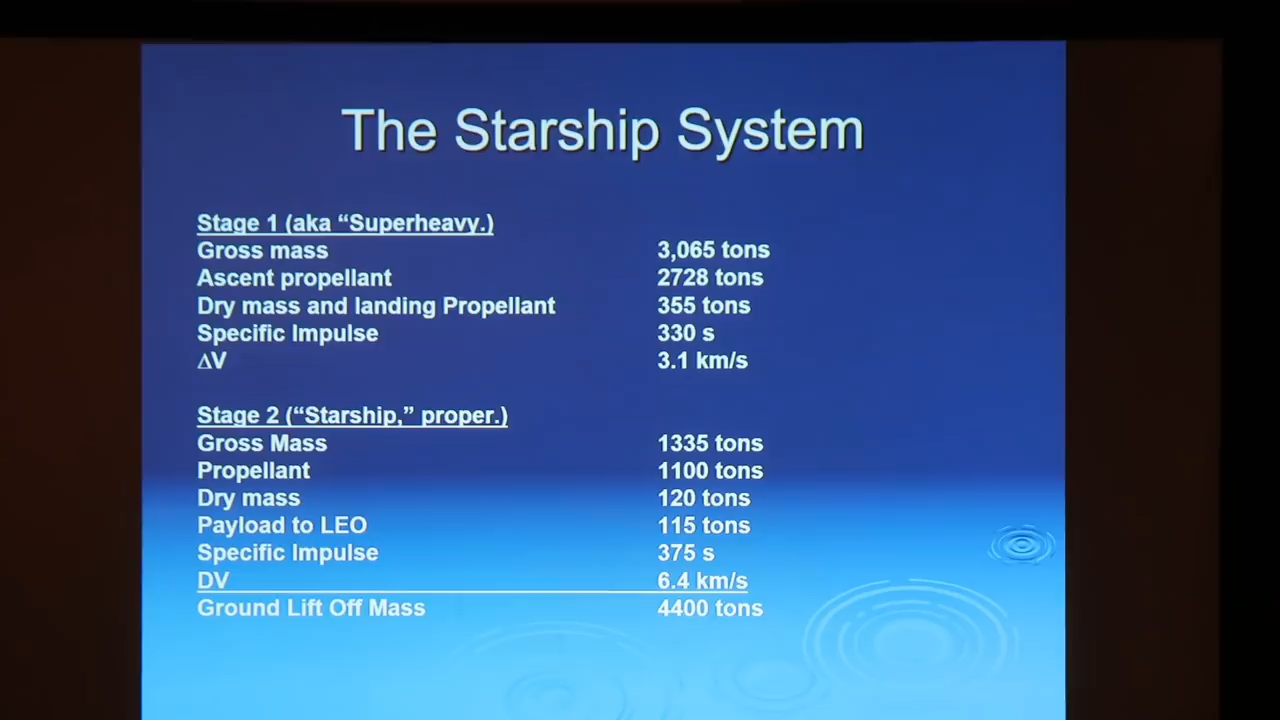 The Starship System
Stage 1 (aka “Superheavy.)
Gross mass 3,065 tons
Ascent propellant 2728 tons
Dry mass and landing Propellant 355 tons
Specific Impulse 330 s
ΔV 3.1 km/s
Stage 2 (“Starship,” proper.)
Gross Mass 1335 tons
Propellant 1100 tons
Dry mass 120 tons
Payload to LEO 115 tons
Specific Impulse 375 s
DV 6.4 km/s
Ground Lift Off Mass 4400 tons